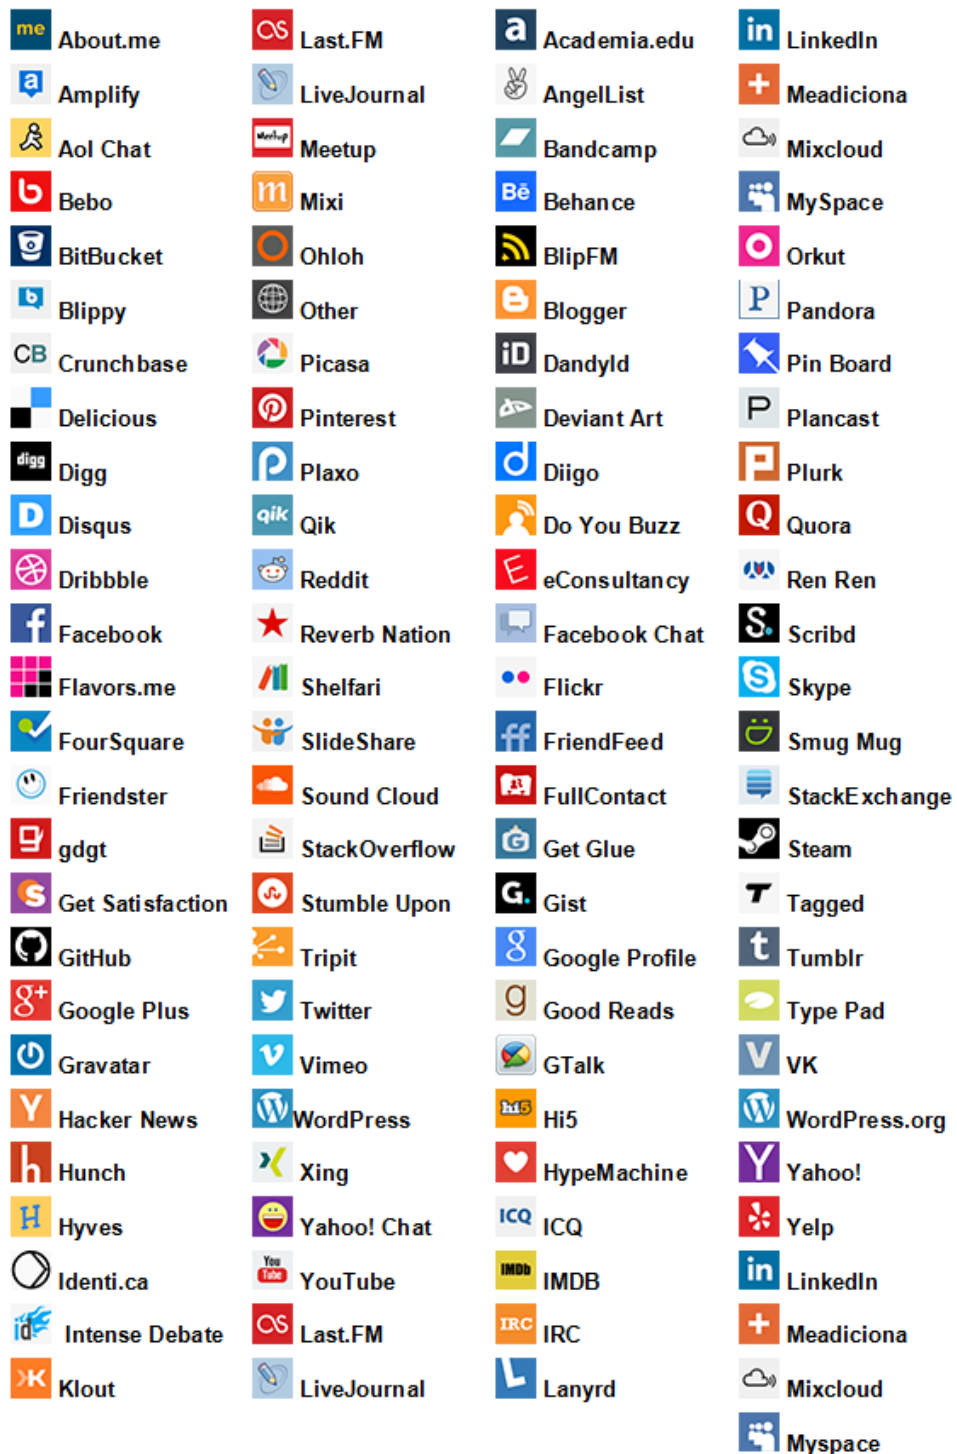 About.me Last.FM Academia.edu LinkedIn
Amplify LiveJournal AngelList Meadiciona
Aol Chat Meetup Bandcamp Mixcloud
Bebo Mixi Behance MySpace
BitBucket Ohloh BlipFM Orkut
Blippy Other Blogger Pandora
Crunchbase Picasa DandyId Pin Board
Delicious Pinterest Deviant Art Plancast
Digg Plaxo Diigo Plurk
Disqus Qik Do You Buzz Quora
Dribbble Reddit eConsultancy Ren Ren
Facebook Reverb Nation Facebook Chat Scribd
Flavors.me Shelfari Flickr Skype
FourSquare SlideShare FriendFeed Smug Mug
Friendster Sound Cloud FullContact StackExchange
gdgt StackOverflow Get Glue Steam
Get Satisfaction Stumble Upon Gist Tagged
GitHub Tripit Google Profile Tumblr
Google Plus Twitter Good Reads Type Pad
Gravatar Vimeo GTalk VK
Hacker News WordPress Hi5 WordPress.org
Hunch Xing HypeMachine Yahoo!
Hyves Yahoo! Chat ICQ Yelp
Identi.ca YouTube IMDB LinkedIn
Intense Debate Last.FM IRC Meadiciona
Klout LiveJournal Lanyrd Mixcloud
Myspace